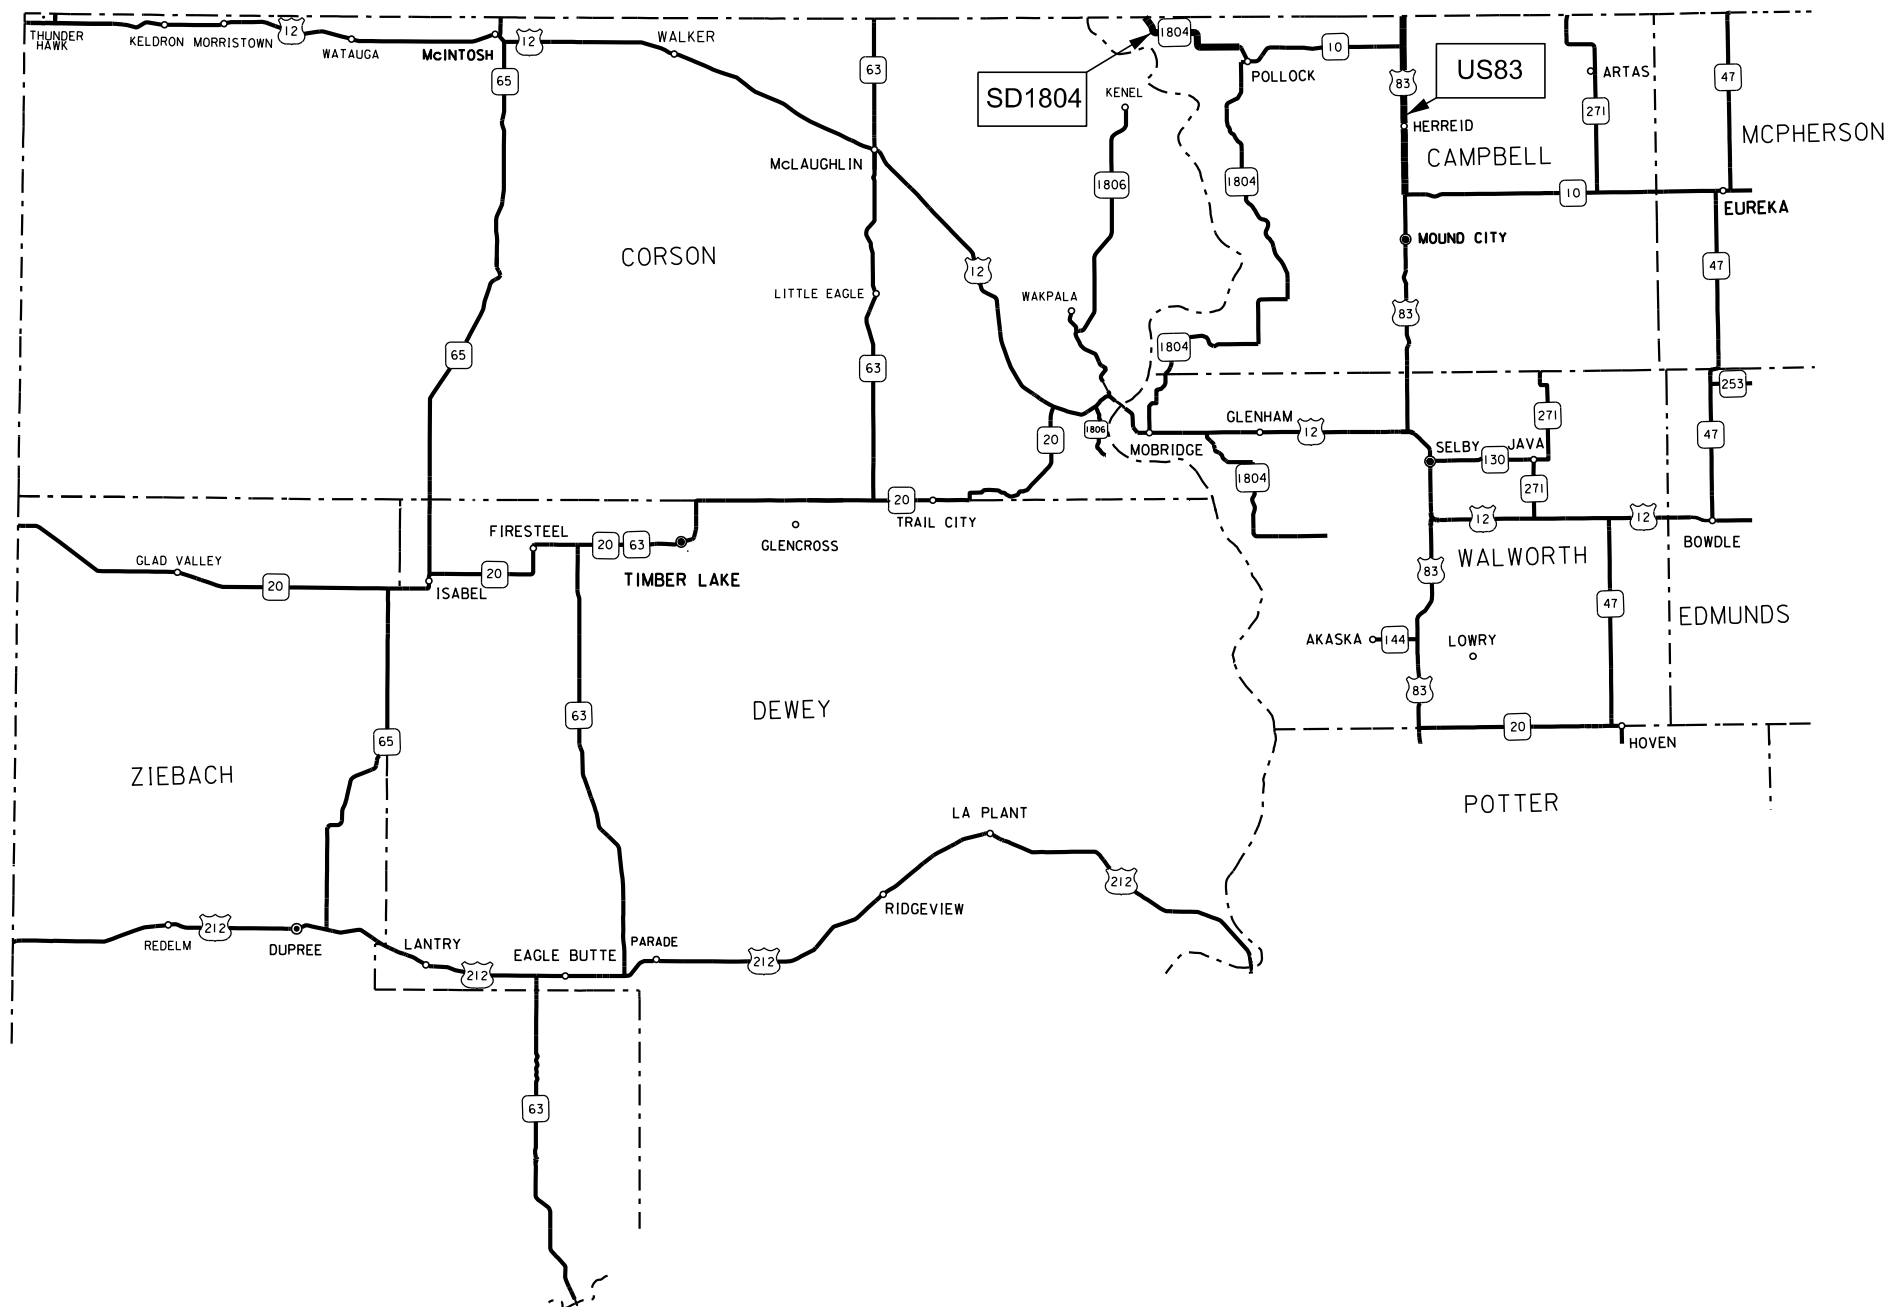 THUNDER
HAWK
KELDRON
MORRISTOWN
12
WATAUGA
McINTOSH
12
WALKER
65
63
1804
10
POLLOCK
SD1804
KENEL
83
US83
HERREID
271
ARTAS
47
MCPHERSON
CAMPBELL
McLAUGHLIN
1806
1804
10
EUREKA
CORSON
12
MOUND CITY
47
LITTLE EAGLE
WAKPALA
83
65
63
1804
253
20
1806
MOBRIDGE
GLENHAM
12
SELBY
130
JAVA
271
47
1804
271
20
TRAIL CITY
12
12
BOWDLE
FIRESTEEL
20
63
GLENCROSS
TIMBER LAKE
WALWORTH
GLAD VALLEY
20
20
ISABEL
83
47
EDMUNDS
AKASKA
144
LOWRY
DEWEY
63
83
65
20
HOVEN
ZIEBACH
POTTER
LA PLANT
212
RIDGEVIEW
REDELM
212
DUPREE
LANTRY
212
EAGLE BUTTE
PARADE
212
63